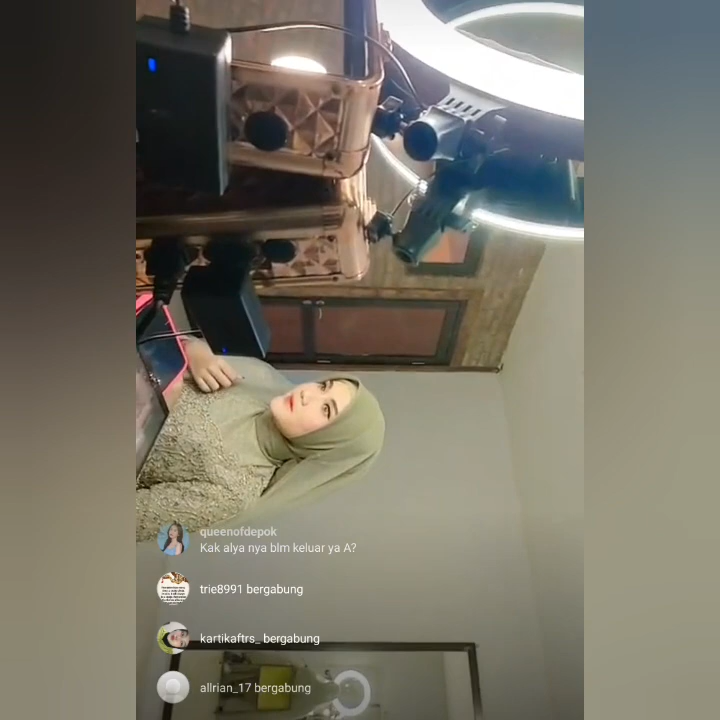 queenofdepok
Kak alya nya blm keluar ya A?
trie8991 bergabung
kartikaftrs_ bergabung
allrian_17 bergabung